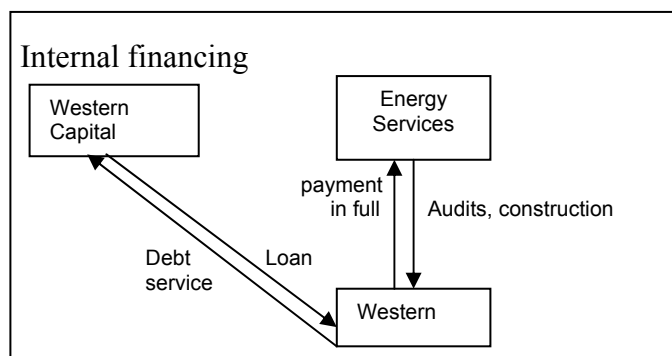 Internal financing
Western
Capital
Energy
Services
payment
in full
Audits, construction
Debt
service
Loan
Western